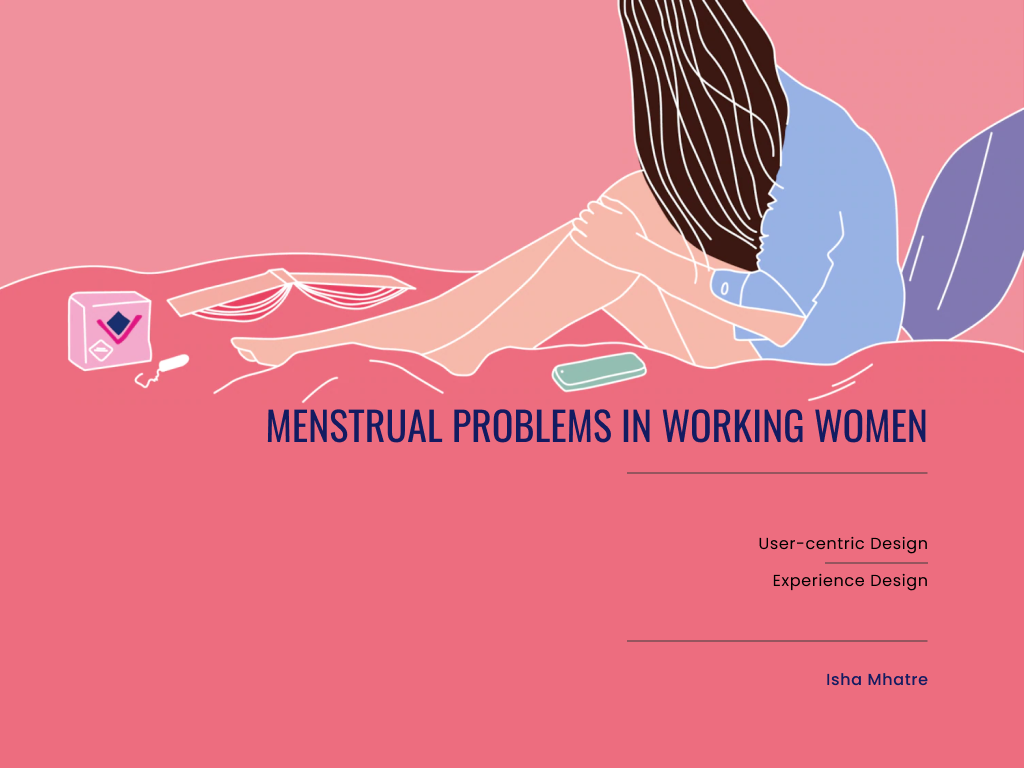 MENSTRUAL PROBLEMS IN WORKING WOMEN
User-centric Design
Experience Design
Isha Mhatre